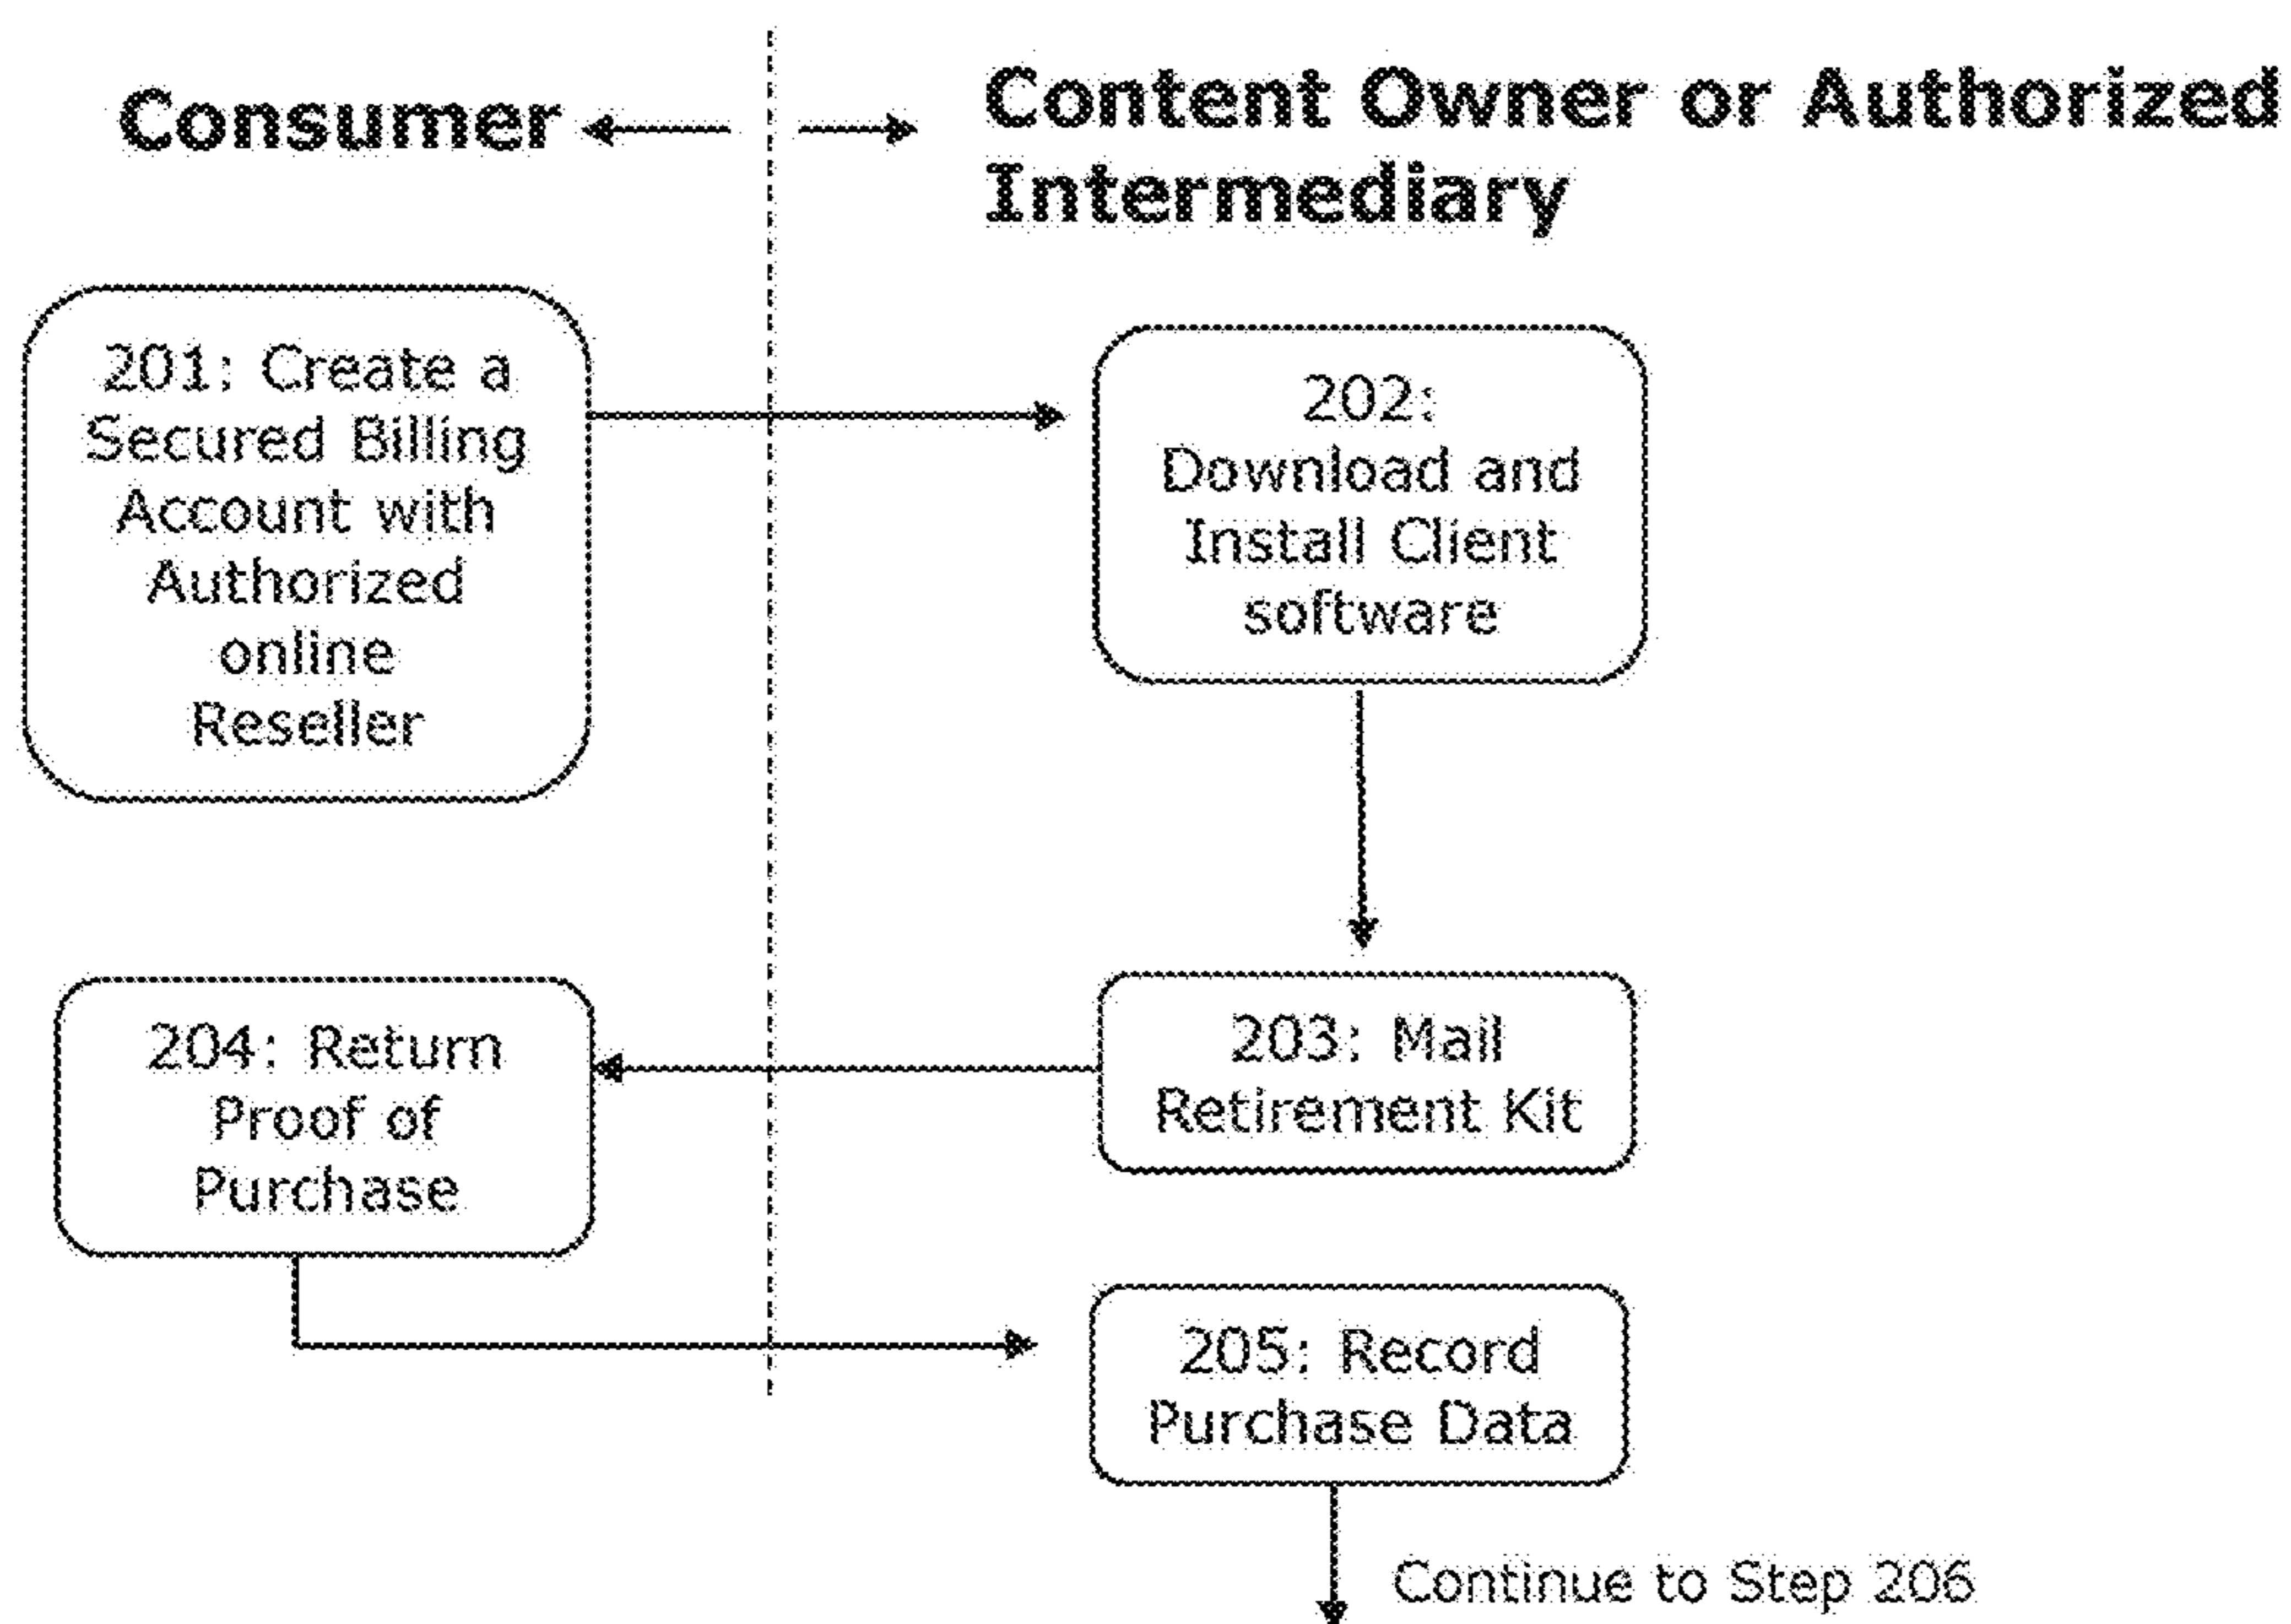 Consumer
Content Owner or Authorized
Intermediary
201: Create a
Secured Billing
Account with
Authorized
online
Reseller
202:
Download and
Install Client
software
204: Return
Proof of
Purchase
203: Mail
Retirement Kit
205: Record
Purchase Data
Continue to Step 206